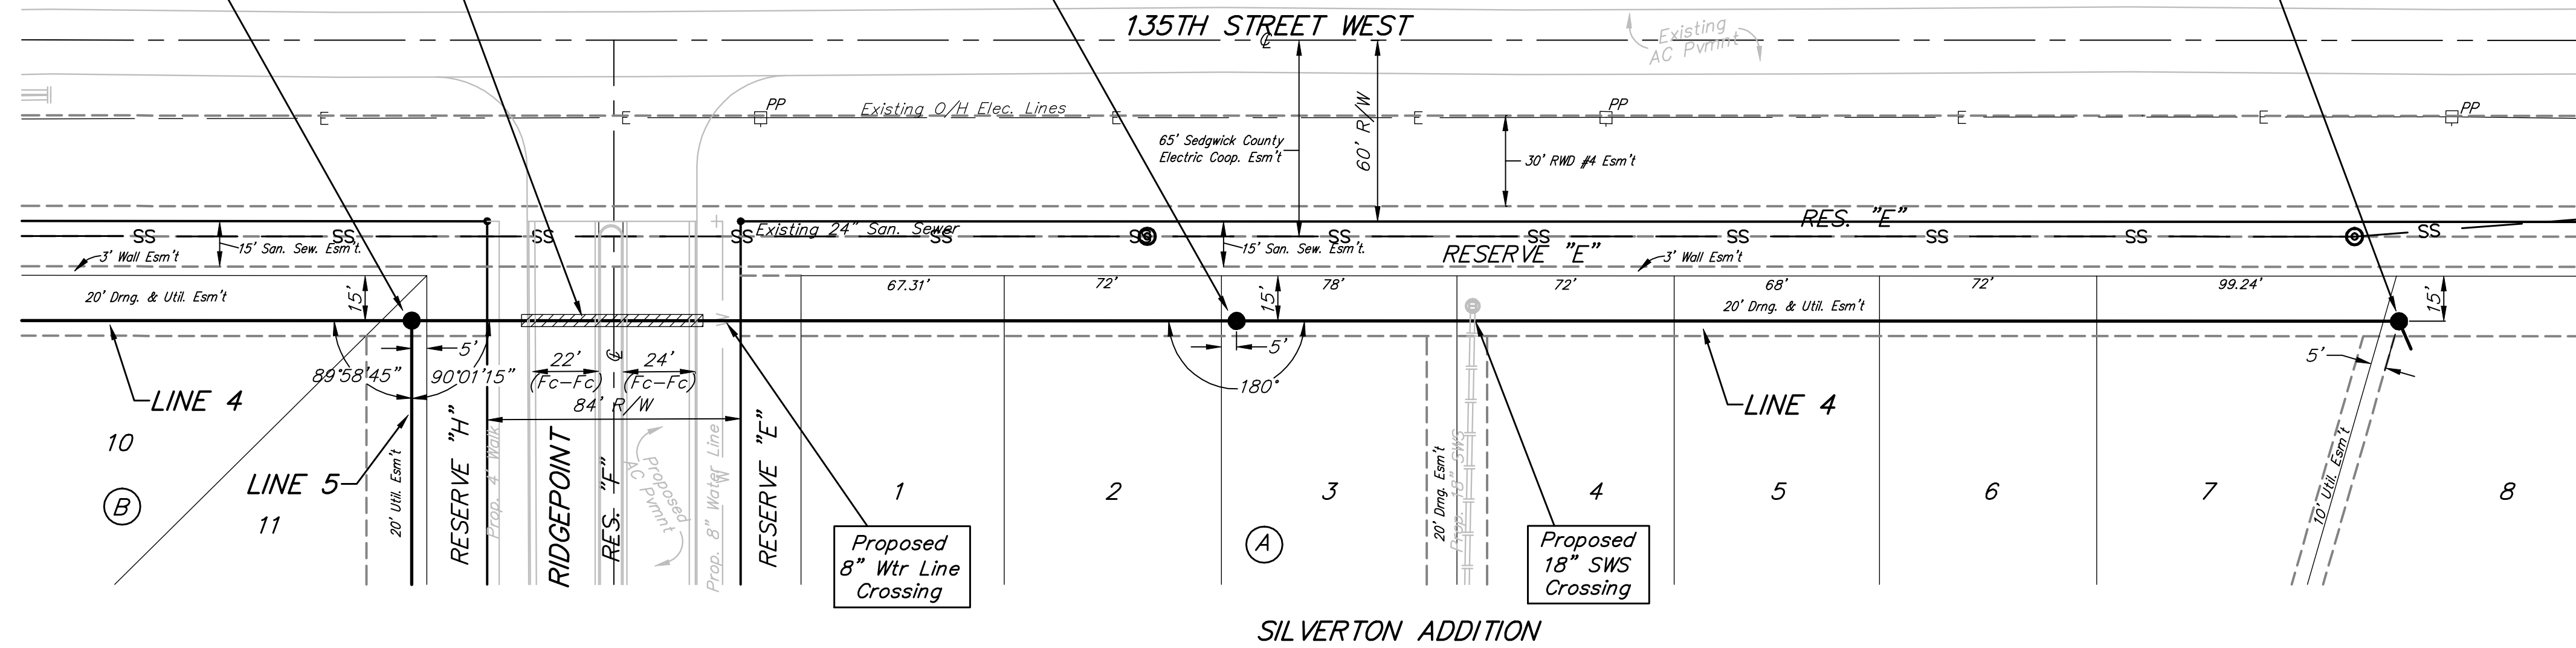 135TH STREET WEST
℄
Existing
AC Pvmnt
E
E
PP
Existing O/H Elec. Lines
E
E
PP
E
E
PP
65' Sedgwick County
Electric Coop. Esm't
60' R/W
30' RWD #4 Esm't
RES. "E"
SS
SS
SS
SS
Existing 24" San. Sewer
SS
SS
S
SS
SS
SS
SS
SS
SS
15' San. Sew. Esm't.
15' San. Sew. Esm't.
RESERVE "E"
3' Wall Esm't
3' Wall Esm't
20' Drng. & Util. Esm't
15'
67.31'
72'
15'
78'
72'
68'
72'
99.24'
15'
20' Drng. & Util. Esm't
W
5'
5'
5'
89°58'45"
90°01'15"
22'
(Fc-Fc)
℄
24'
(Fc-Fc)
84' R/W
180°
LINE 4
LINE 4
10
LINE 5
B
11
20' Util. Esm't
RESERVE "H"
Prop. 4' Walk
RIDGEPOINT
RES. "F"
Proposed
AC Pvmnt
Prop. 8" Water Line
W
RESERVE "E"
1
2
3
4
5
6
7
8
20' Drng. Esm't
Prop. 18" SWS
10' Util. Esm't
A
Proposed
8" Wtr Line
Crossing
Proposed
18" SWS
Crossing
SILVERTON ADDITION